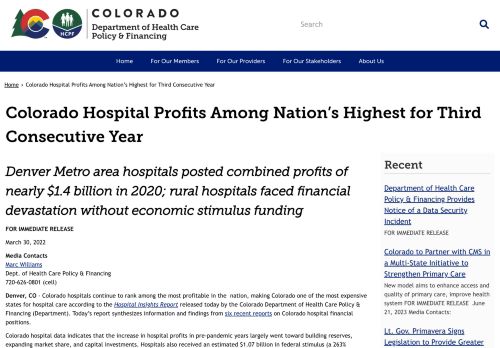 COLORADO
Department of Health Care
Policy & Financing
HCPF
Search
Home
For Our Members
For Our Providers
For Our Stakeholders
About Us
Home › Colorado Hospital Profits Among Nation's Highest for Third Consecutive Year
Colorado Hospital Profits Among Nation's Highest for Third
Consecutive Year
Denver Metro area hospitals posted combined profits of
nearly $1.4 billion in 2020; rural hospitals faced financial
devastation without economic stimulus funding
FOR IMMEDIATE RELEASE
March 30, 2022
Media Contacts
Marc Williams
Dept. of Health Care Policy & Financing
720-626-0801 (cell)
Denver, CO - Colorado hospitals continue to rank among the most profitable in the nation, making Colorado one of the most expensive
states for hospital care according to the Hospital Insights Report released today by the Colorado Department of Health Care Policy &
Financing (Department). Today's report synthesizes information and findings from six recent reports on Colorado hospital financial
positions.
Colorado hospital data indicates that the increase in hospital profits in pre-pandemic years largely went toward building reserves,
expanding market share, and capital investments. Hospitals also received an estimated $1.07 billion in federal stimulus (a 263%
Recent
Department of Health Care
Policy & Financing Provides
Notice of a Data Security
Incident
FOR IMMEDIATE RELEASE
Colorado to Partner with CMS in
a Multi-State Initiative to
Strengthen Primary Care
New model aims to enhance access and
quality of primary care, improve health
system FOR IMMEDIATE RELEASE June
21, 2023 Media Contacts:
Lt. Gov. Primavera Signs
Legislation to Provide Greater